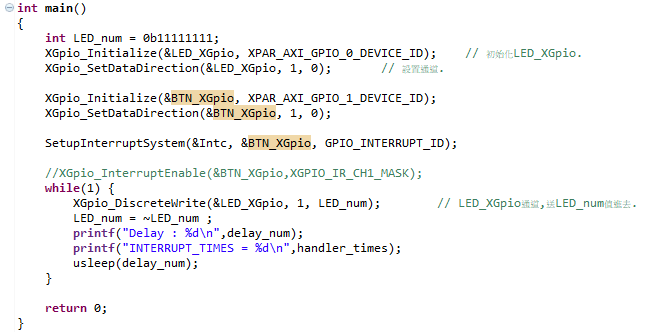 int main()
{
    int LED_num = 0b11111111;
    XGpio_Initialize(&LED_XGpio, XPAR_AXI_GPIO_0_DEVICE_ID);    // 初始化LED_XGpio.
    XGpio_SetDataDirection(&LED_XGpio, 1, 0);       // 設置通道.

    XGpio_Initialize(&BTN_XGpio, XPAR_AXI_GPIO_1_DEVICE_ID);
    XGpio_SetDataDirection(&BTN_XGpio, 1, 0);

    SetupInterruptSystem(&Intc, &BTN_XGpio, GPIO_INTERRUPT_ID);

    //XGpio_InterruptEnable(&BTN_XGpio,XGPIO_IR_CH1_MASK);
    while(1) {
        XGpio_DiscreteWrite(&LED_XGpio, 1, LED_num);        // LED_XGpio通道,送LED_num值進去.
        LED_num = ~LED_num ;
        printf("Delay : %d\n",delay_num);
        printf("INTERRUPT_TIMES = %d\n",handler_times);
        usleep(delay_num);
    }

    return 0;
}